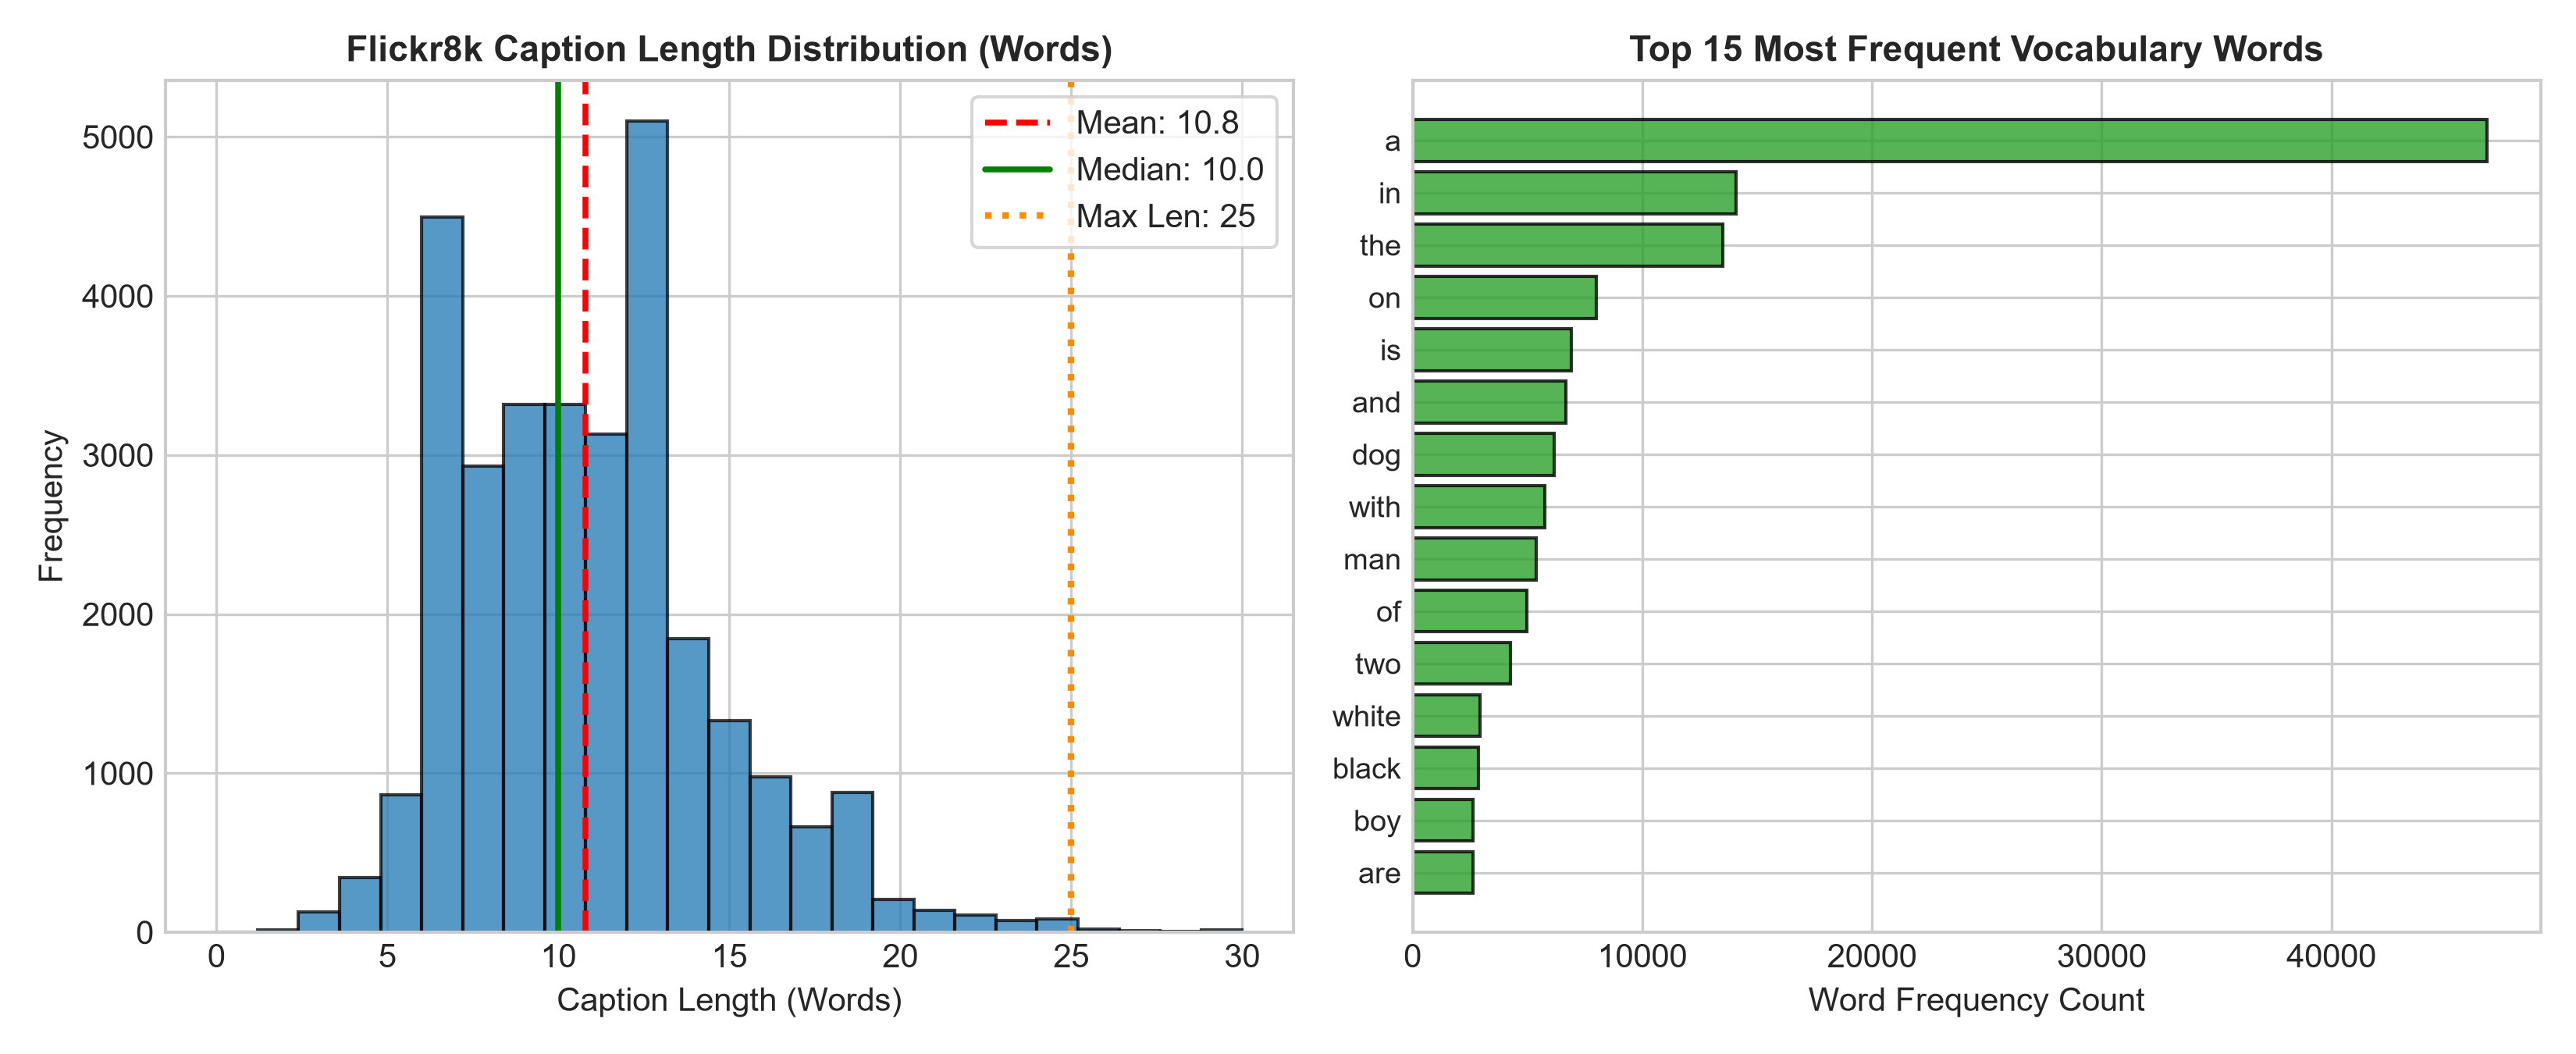 Flickr8k Caption Length Distribution (Words)
Mean: 10.8
Median: 10.0
Max Len: 25
Frequency
5000
4000
3000
2000
1000
0
0 5 10 15 20 25 30
Caption Length (Words)
Top 15 Most Frequent Vocabulary Words
a
in
the
on
is
and
dog
with
man
of
two
white
black
boy
are
0 10000 20000 30000 40000
Word Frequency Count